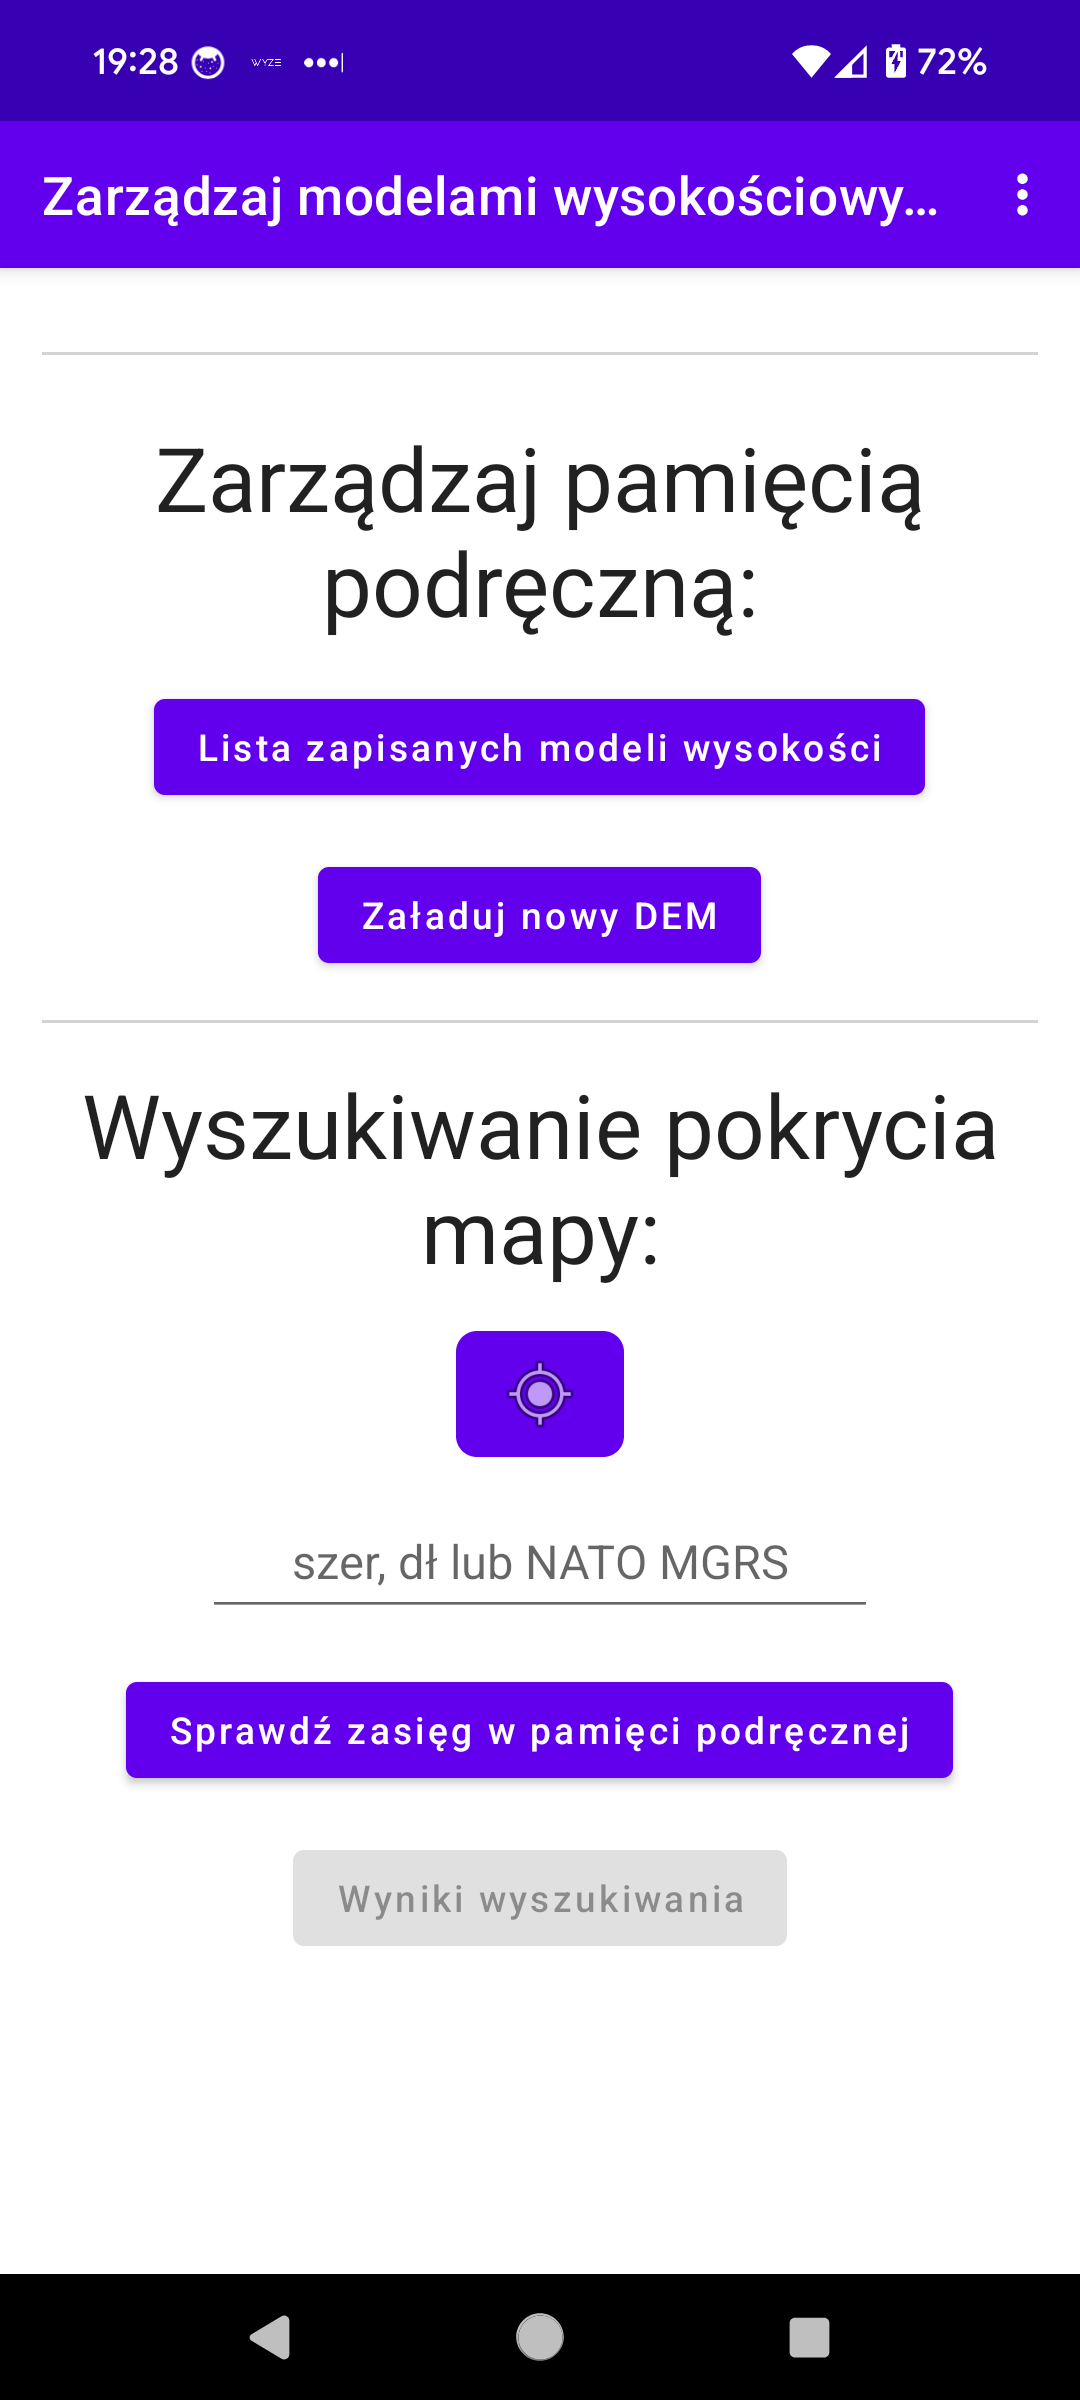 19:28 WYZE 72%
Zarządzaj modelami wysokościowy…
Zarządzaj pamięcią
podręczną:
Lista zapisanych modeli wysokości
Załaduj nowy DEM
Wyszukiwanie pokrycia
mapy:
szer, dł lub NATO MGRS
Sprawdź zasięg w pamięci podręcznej
Wyniki wyszukiwania